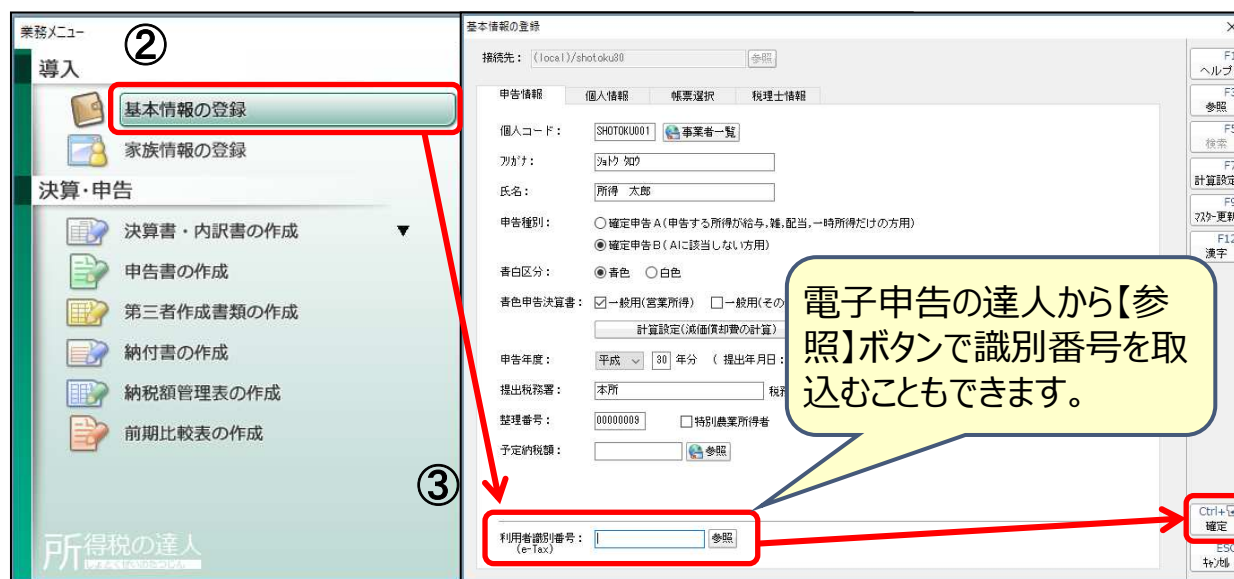 業務メニュー
②
導入
基本情報の登録
家族情報の登録
決算・申告
決算書・内訳書の作成 ▼
申告書の作成
第三者作成書類の作成
納付書の作成
納税額管理表の作成
前期比較表の作成
③
所得税の達人
しょとくぜいのたつじん
基本情報の登録
接続先： (local)/shotoku30 参照
申告情報 個人情報 帳票選択 税理士情報
個人コード： SHOTOKU001 事業者一覧
フリガナ： ショトク タロウ
氏名： 所得 太郎
申告種別： ○確定申告A(申告する所得が給与,雑,配当,一時所得だけの方用)
◉確定申告B(Aに該当しない方用)
青白区分： ◉青色 ○白色
青色申告決算書： ☑一般用(営業所得) □一般用(その
計算設定(減価償却費の計算)
申告年度： 平成 30 年分 ( 提出年月日：
提出税務署： 本所 税務
整理番号： 00000009 □特別農業所得者
予定納税額： 参照
利用者識別番号： 参照
(e-Tax)
電子申告の達人から【参
照】ボタンで識別番号を取
込むこともできます。
F1
ヘルプ
F3
参照
F5
検索
F7
計算設定
F9
マスター更新
F12
漢字
Ctrl+
確定
ESC
キャンセル